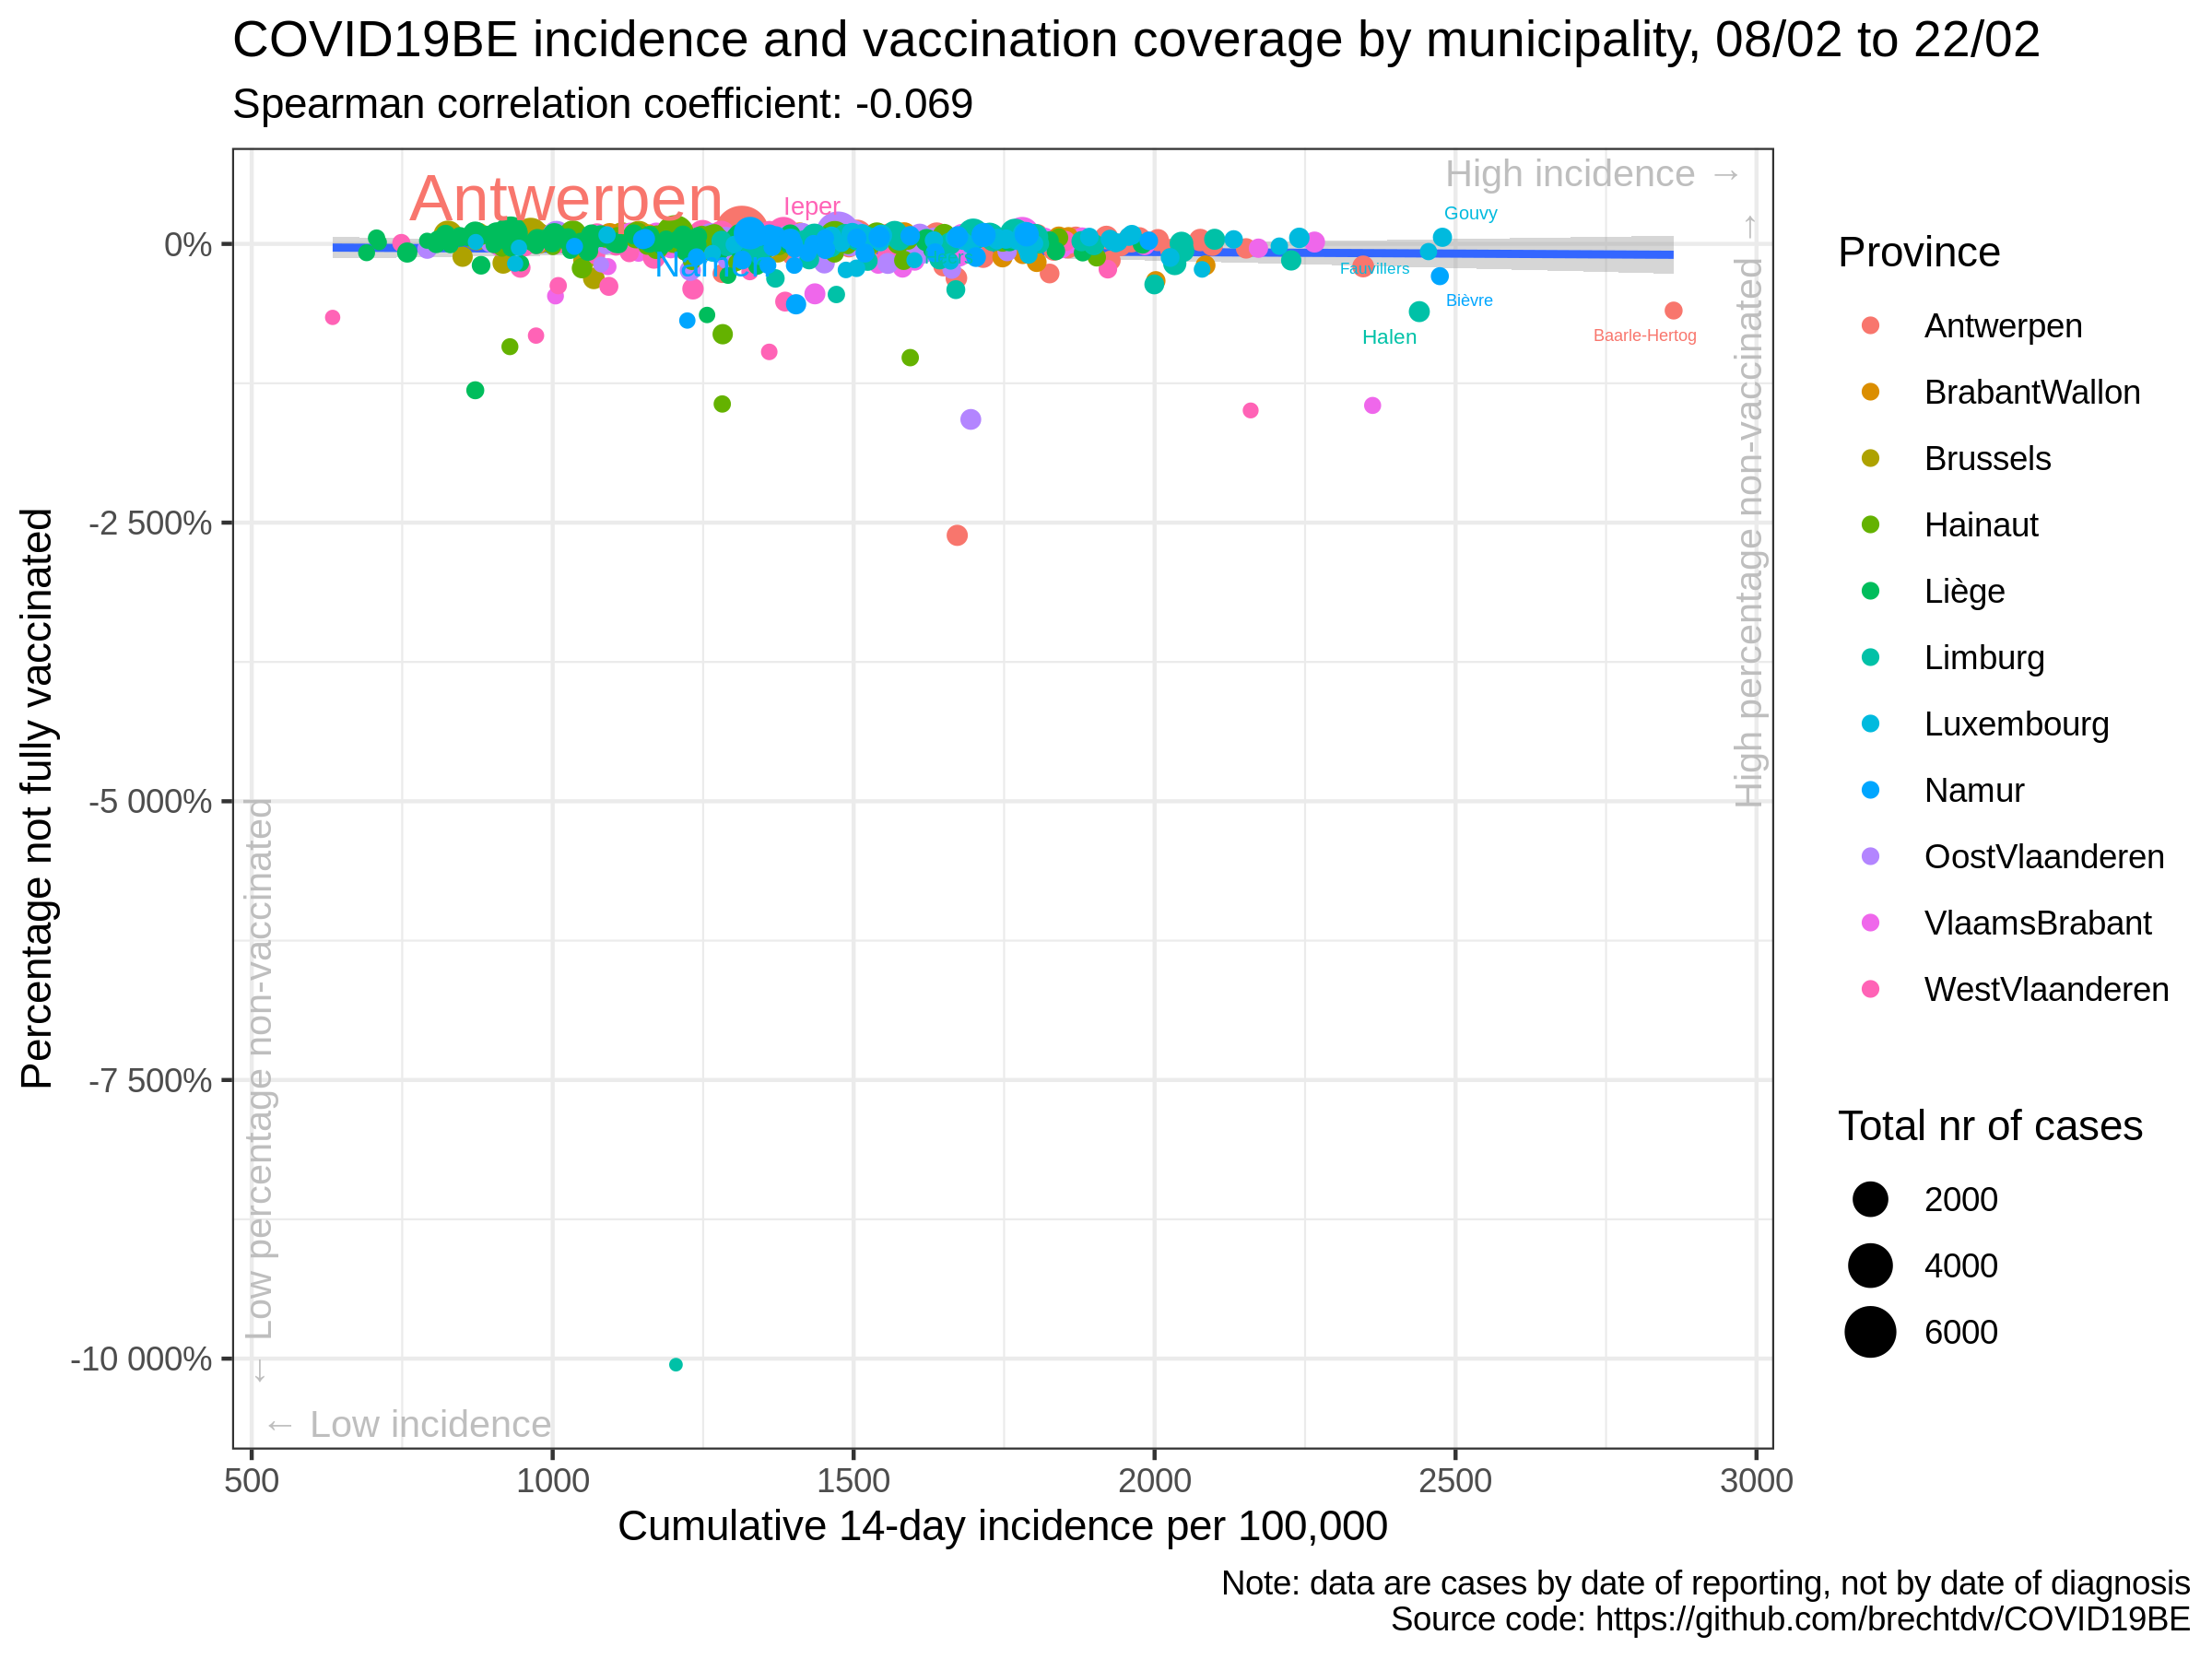 COVID19BE incidence and vaccination coverage by municipality, 08/02 to 22/02
Spearman correlation coefficient: -0.069
Percentage not fully vaccinated
0%
-2 500%
-5 000%
-7 500%
-10 000%
High incidence →
High percentage non-vaccinated →
← Low percentage non-vaccinated
← Low incidence
Antwerpen
Ieper
Gouvy
Fauvillers
Bièvre
Halen
Baarle-Hertog
500
1000
1500
2000
2500
3000
Cumulative 14-day incidence per 100,000
Province
Antwerpen
BrabantWallon
Brussels
Hainaut
Liège
Limburg
Luxembourg
Namur
OostVlaanderen
VlaamsBrabant
WestVlaanderen
Total nr of cases
2000
4000
6000
Note: data are cases by date of reporting, not by date of diagnosis
Source code: https://github.com/brechtdv/COVID19BE